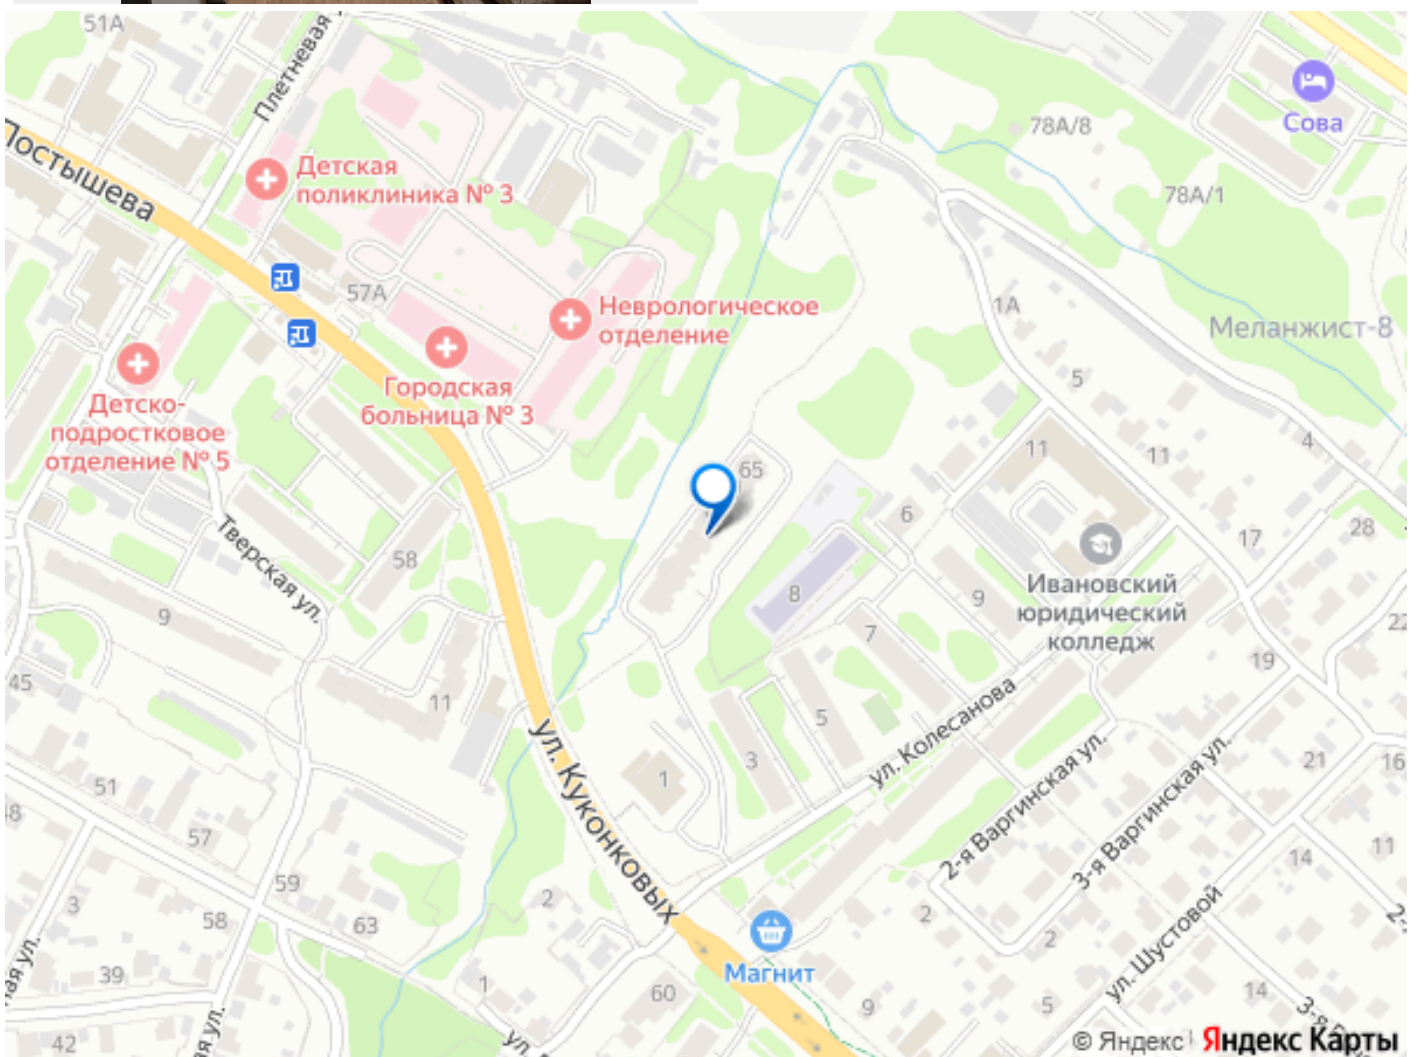 51А
Плетневая
Постышева
Детская
поликлиника № 3
57А
Неврологическое
отделение
Городская
больница № 3
Детско-
подростковое
отделение № 5
Сова
78А/8
78А/1
1А
Меланжист-8
5
4
65
11
11
6
17
28
Тверская ул.
58
9
8
9
7
Ивановский
юридический
колледж
22
19
45
11
5
3
1
ул. Колесанова
ул. Куконковых
2-я Варгинская ул.
3-я Варгинская ул.
21
16
51
57
14
11
59
63
3
58
2
2
2
ул. Шустовой
Магнит
39
1
60
9
5
14
42
© Яндекс
Яндекс Карты